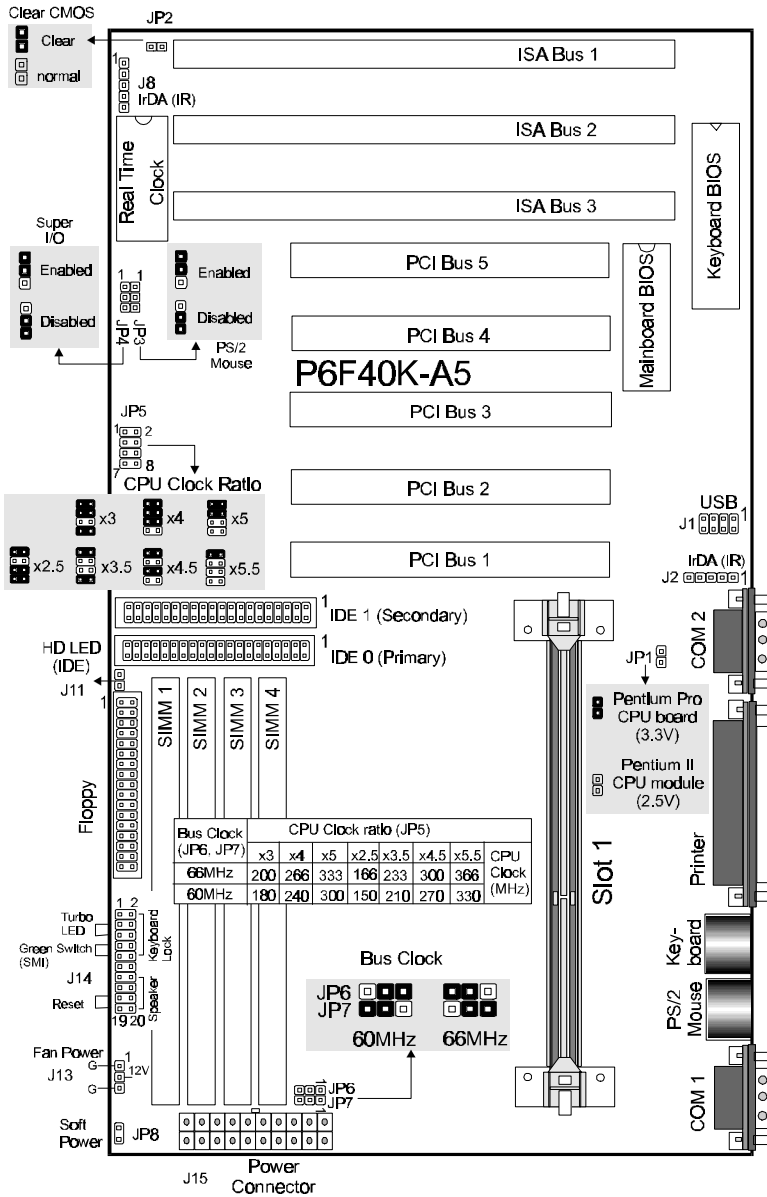 Clear CMOS
Clear
normal
JP2
1
J8
IrDA (IR)
ISA Bus 1
ISA Bus 2
ISA Bus 3
Real Time
Clock
Keyboard BIOS
Mainboard BIOS
Super
I/O
Enabled
Disabled
1 1
JP4
JP3
Enabled
Disabled
PS/2
Mouse
PCI Bus 5
PCI Bus 4
P6F40K-A5
PCI Bus 3
PCI Bus 2
PCI Bus 1
JP5
1 2
7 8
CPU Clock Ratio
x3 x4 x5
x2.5 x3.5 x4.5 x5.5
USB
J1 1
IrDA (IR)
J2 1
1
IDE 1 (Secondary)
1
IDE 0 (Primary)
HD LED
(IDE)
J11
1
Floppy
SIMM 1
SIMM 2
SIMM 3
SIMM 4
JP1
Pentium Pro
CPU board
(3.3V)
Pentium II
CPU module
(2.5V)
COM 2
Printer
Key-
board
PS/2
Mouse
COM 1
Slot 1
Bus Clock
(JP6, JP7)
CPU Clock ratio (JP5)
x3 x4 x5 x2.5 x3.5 x4.5 x5.5
CPU
Clock
(MHz)
66MHz 200 266 333 166 233 300 366
60MHz 180 240 300 150 210 270 330
1 2
Turbo
LED
Green Switch
(SMI)
J14
Reset
Keyboard
Lock
Speaker
19 20
Bus Clock
JP6
JP7
60MHz 66MHz
Fan Power
G
J13
G
1
12V
1
JP6
JP7
1
Soft
Power
JP8
J15
Power
Connector